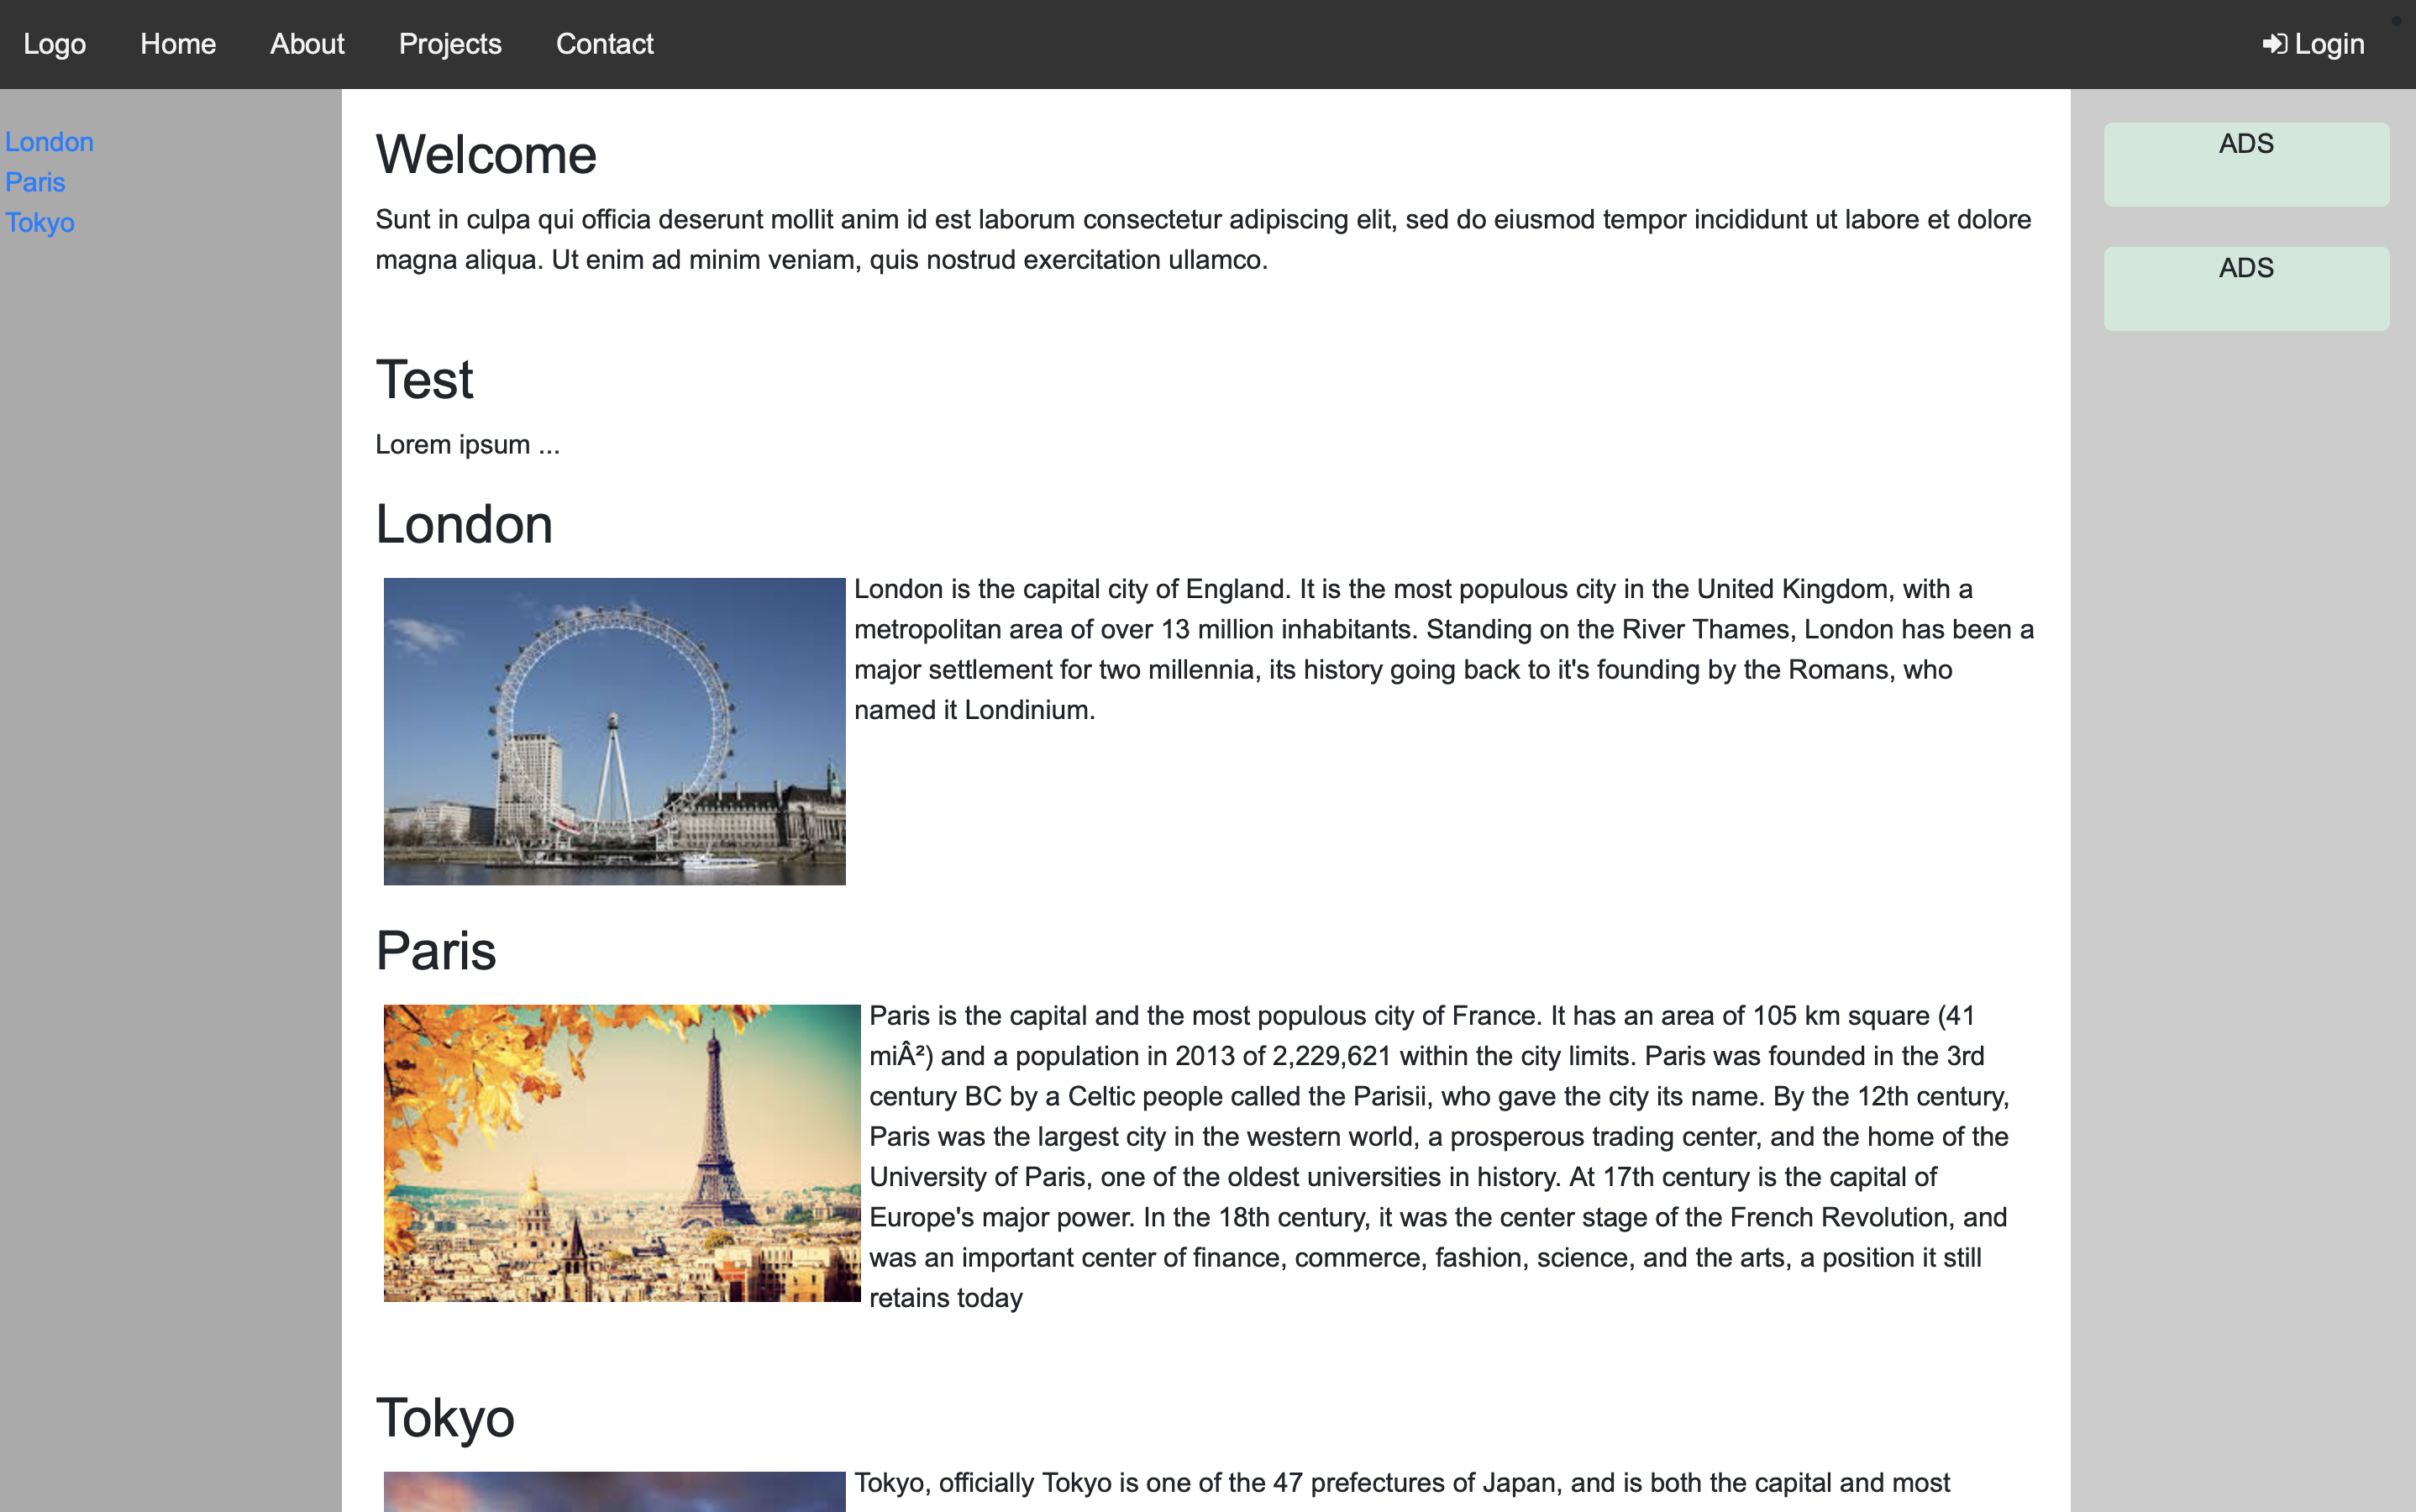 Logo Home About Projects Contact Login
London
Paris
Tokyo
Welcome
Sunt in culpa qui officia deserunt mollit anim id est laborum consectetur adipiscing elit, sed do eiusmod tempor incididunt ut labore et dolore
magna aliqua. Ut enim ad minim veniam, quis nostrud exercitation ullamco.
Test
Lorem ipsum ...
London
London is the capital city of England. It is the most populous city in the United Kingdom, with a
metropolitan area of over 13 million inhabitants. Standing on the River Thames, London has been a
major settlement for two millennia, its history going back to it's founding by the Romans, who
named it Londinium.
Paris
Paris is the capital and the most populous city of France. It has an area of 105 km square (41
miÂ²) and a population in 2013 of 2,229,621 within the city limits. Paris was founded in the 3rd
century BC by a Celtic people called the Parisii, who gave the city its name. By the 12th century,
Paris was the largest city in the western world, a prosperous trading center, and the home of the
University of Paris, one of the oldest universities in history. At 17th century is the capital of
Europe's major power. In the 18th century, it was the center stage of the French Revolution, and
was an important center of finance, commerce, fashion, science, and the arts, a position it still
retains today
Tokyo
Tokyo, officially Tokyo is one of the 47 prefectures of Japan, and is both the capital and most
ADS
ADS